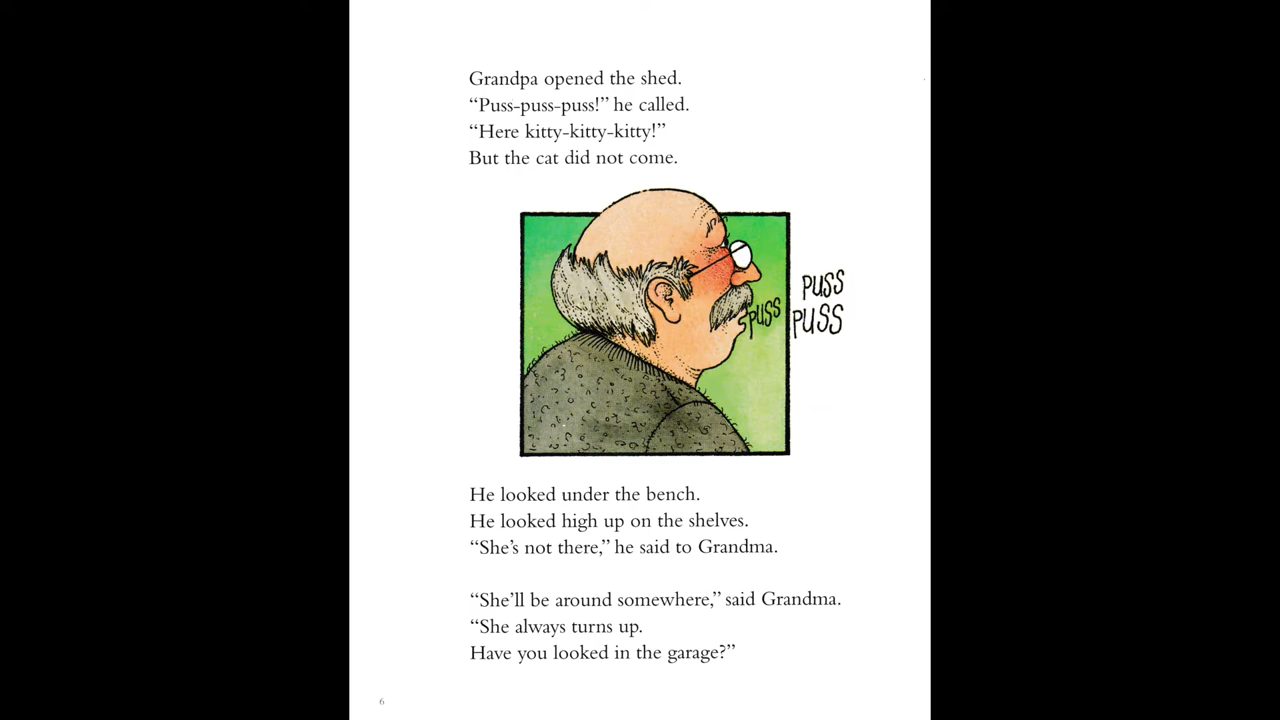 Grandpa opened the shed.
“Puss-puss-puss!” he called.
“Here kitty-kitty-kitty!”
But the cat did not come.
PUSS
PUSS
PUSS
He looked under the bench.
He looked high up on the shelves.
“She’s not there,” he said to Grandma.
“She’ll be around somewhere,” said Grandma.
“She always turns up.
Have you looked in the garage?”
6